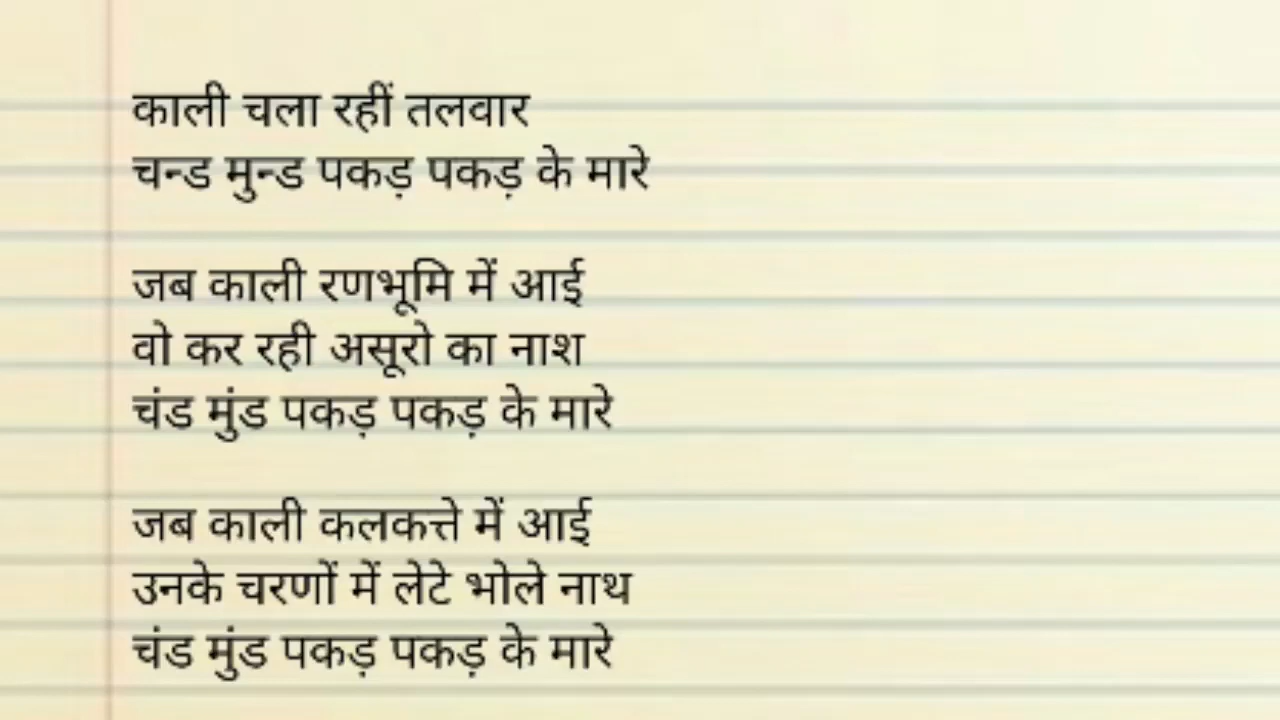 काली चला रहीं तलवार
चन्ड मुन्ड पकड़ पकड़ के मारे
जब काली रणभूमि में आई
वो कर रही असूरो का नाश
चंड मुंड पकड़ पकड़ के मारे
जब काली कलकत्ते में आई
उनके चरणों में लेटे भोले नाथ
चंड मुंड पकड़ पकड़ के मारे